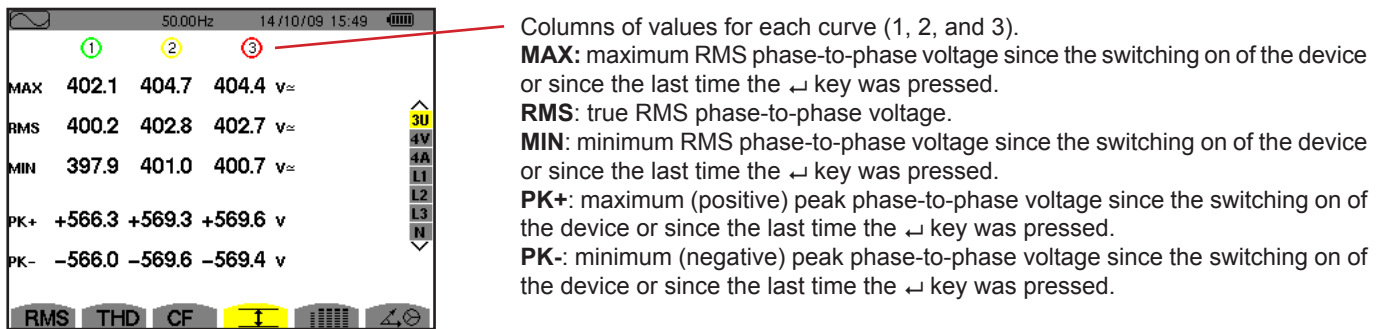 50.00Hz 14/10/09 15:49
1 2 3
MAX 402.1 404.7 404.4 V≃
RMS 400.2 402.8 402.7 V≃
MIN 397.9 401.0 400.7 V≃
PK+ +566.3 +569.3 +569.6 V
PK- -566.0 -569.6 -569.4 V
3U
4V
4A
L1
L2
L3
N
RMS THD CF
Columns of values for each curve (1, 2, and 3).
MAX: maximum RMS phase-to-phase voltage since the switching on of the device
or since the last time the ↵ key was pressed.
RMS: true RMS phase-to-phase voltage.
MIN: minimum RMS phase-to-phase voltage since the switching on of the device
or since the last time the ↵ key was pressed.
PK+: maximum (positive) peak phase-to-phase voltage since the switching on of
the device or since the last time the ↵ key was pressed.
PK-: minimum (negative) peak phase-to-phase voltage since the switching on of
the device or since the last time the ↵ key was pressed.